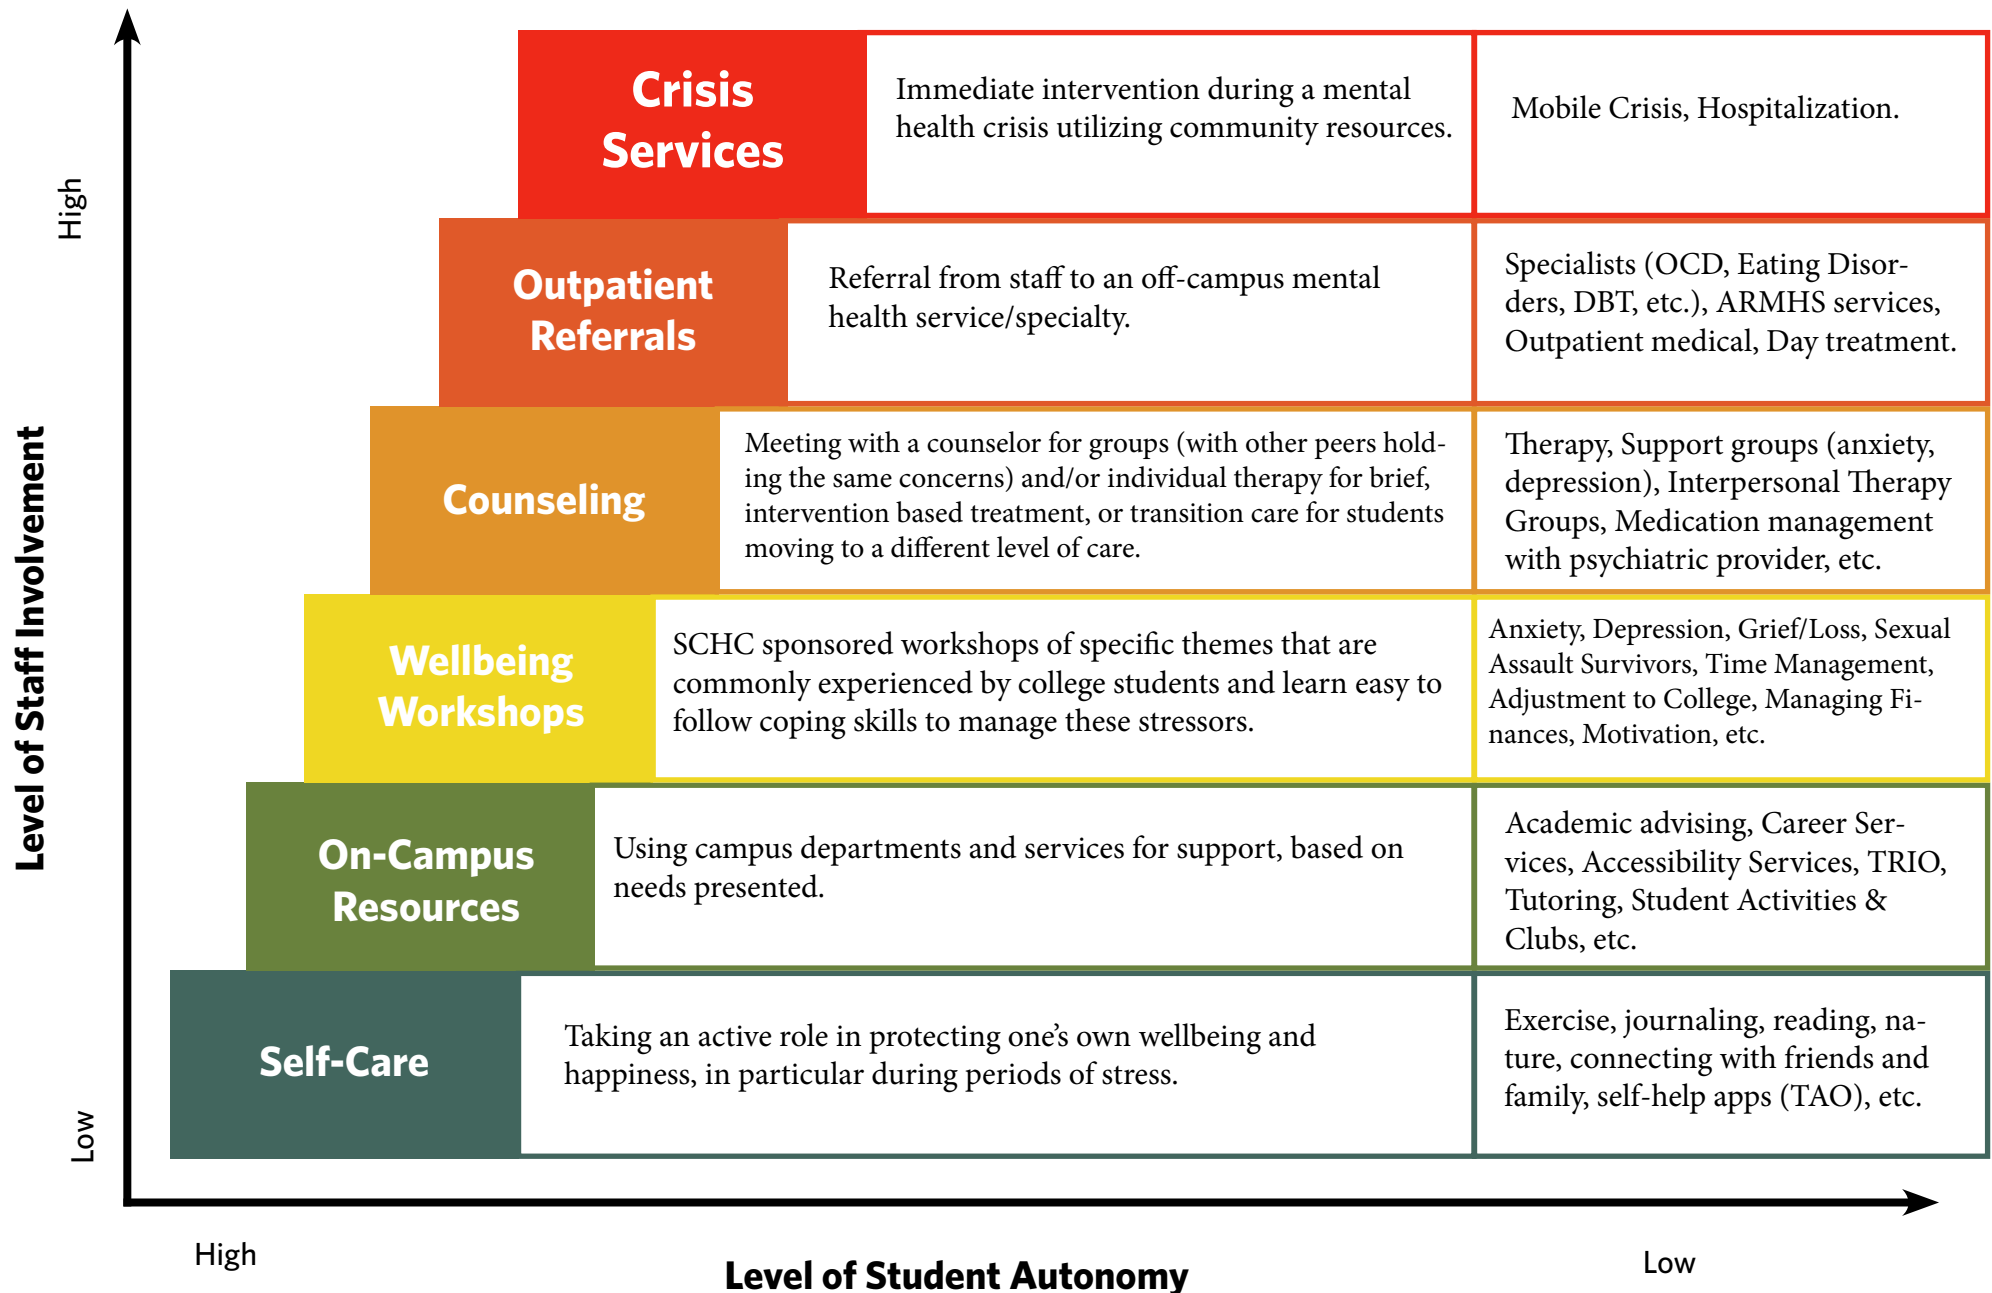 High
Level of Staff Involvement
Low
Crisis
Services
Immediate intervention during a mental
health crisis utilizing community resources.
Mobile Crisis, Hospitalization.
Outpatient
Referrals
Referral from staff to an off-campus mental
health service/specialty.
Specialists (OCD, Eating Disor-
ders, DBT, etc.), ARMHS services,
Outpatient medical, Day treatment.
Counseling
Meeting with a counselor for groups (with other peers hold-
ing the same concerns) and/or individual therapy for brief,
intervention based treatment, or transition care for students
moving to a different level of care.
Therapy, Support groups (anxiety,
depression), Interpersonal Therapy
Groups, Medication management
with psychiatric provider, etc.
Wellbeing
Workshops
SCHC sponsored workshops of specific themes that are
commonly experienced by college students and learn easy to
follow coping skills to manage these stressors.
Anxiety, Depression, Grief/Loss, Sexual
Assault Survivors, Time Management,
Adjustment to College, Managing Fi-
nances, Motivation, etc.
On-Campus
Resources
Using campus departments and services for support, based on
needs presented.
Academic advising, Career Ser-
vices, Accessibility Services, TRIO,
Tutoring, Student Activities &
Clubs, etc.
Self-Care
Taking an active role in protecting one's own wellbeing and
happiness, in particular during periods of stress.
Exercise, journaling, reading, na-
ture, connecting with friends and
family, self-help apps (TAO), etc.
High
Level of Student Autonomy
Low